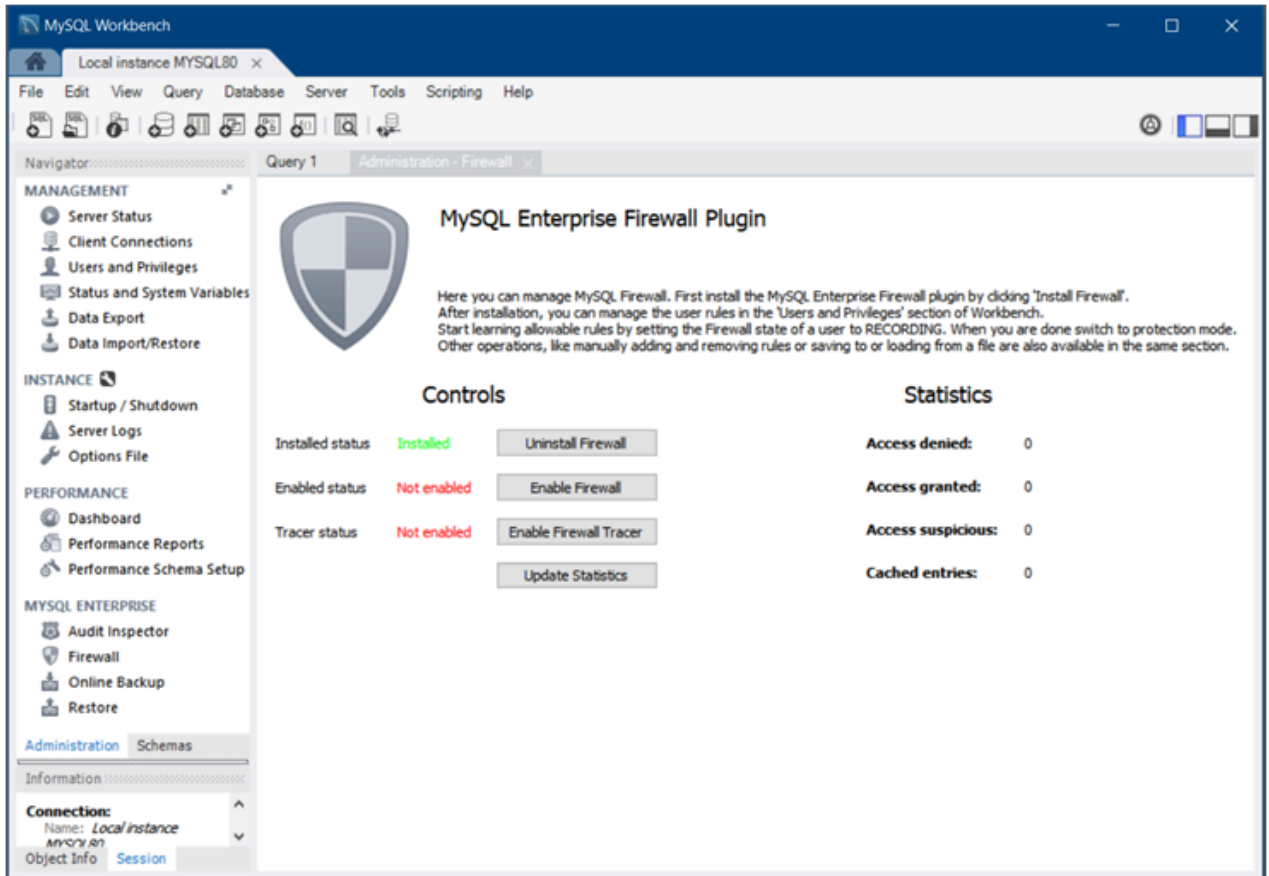 MySQL Workbench
Local instance MYSQL80
File Edit View Query Database Server Tools Scripting Help
Navigator
Query 1
Administration - Firewall
MANAGEMENT
Server Status
Client Connections
Users and Privileges
Status and System Variables
Data Export
Data Import/Restore
INSTANCE
Startup / Shutdown
Server Logs
Options File
PERFORMANCE
Dashboard
Performance Reports
Performance Schema Setup
MYSQL ENTERPRISE
Audit Inspector
Firewall
Online Backup
Restore
Administration Schemas
Information
Connection:
Name: Local instance
MYSQL80
Object Info Session
MySQL Enterprise Firewall Plugin
Here you can manage MySQL Firewall. First install the MySQL Enterprise Firewall plugin by clicking 'Install Firewall'.
After installation, you can manage the user rules in the 'Users and Privileges' section of Workbench.
Start learning allowable rules by setting the Firewall state of a user to RECORDING. When you are done switch to protection mode.
Other operations, like manually adding and removing rules or saving to or loading from a file are also available in the same section.
Controls
Installed status Installed Uninstall Firewall
Enabled status Not enabled Enable Firewall
Tracer status Not enabled Enable Firewall Tracer
Update Statistics
Statistics
Access denied: 0
Access granted: 0
Access suspicious: 0
Cached entries: 0